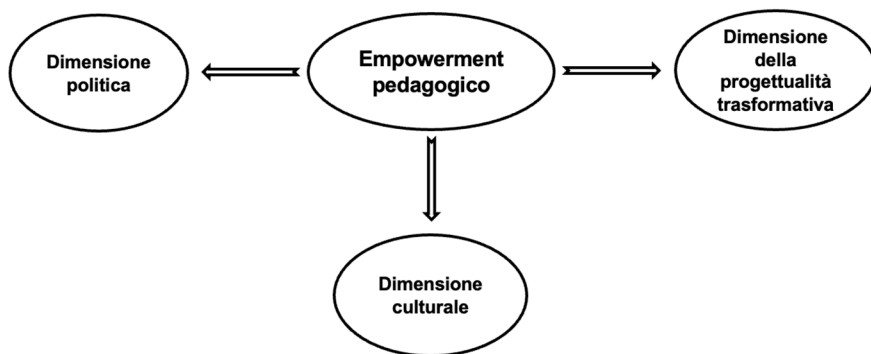 Dimensione
politica
Empowerment
pedagogico
Dimensione
della
progettualità
trasformativa
Dimensione
culturale